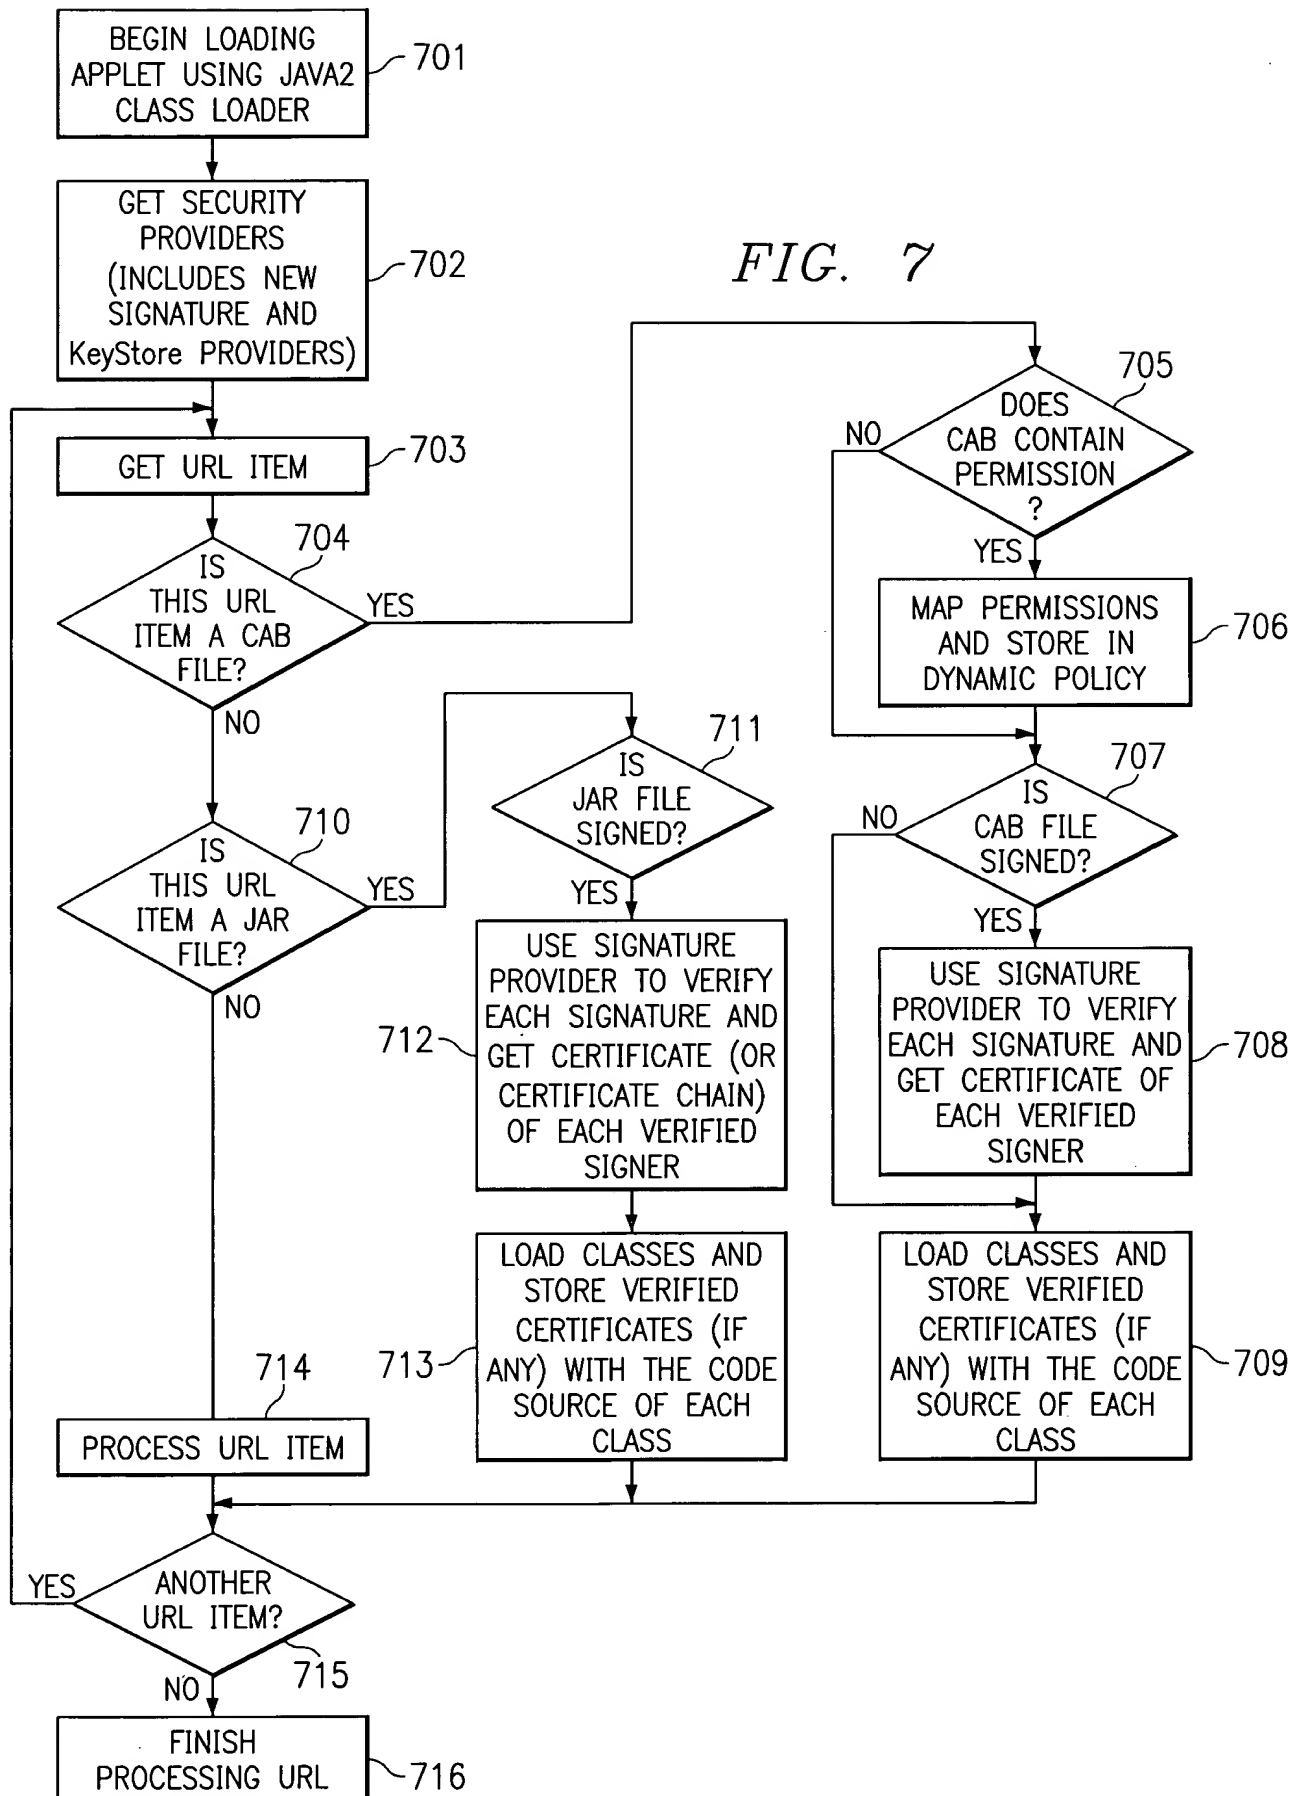 BEGIN LOADING
APPLET USING JAVA2
CLASS LOADER
701
GET SECURITY
PROVIDERS
(INCLUDES NEW
SIGNATURE AND
KeyStore PROVIDERS)
702
FIG. 7
GET URL ITEM
703
IS
THIS URL
ITEM A CAB
FILE?
704
YES
NO
DOES
CAB CONTAIN
PERMISSION
?
705
NO
YES
MAP PERMISSIONS
AND STORE IN
DYNAMIC POLICY
706
IS
CAB FILE
SIGNED?
707
NO
YES
USE SIGNATURE
PROVIDER TO VERIFY
EACH SIGNATURE AND
GET CERTIFICATE OF
EACH VERIFIED
SIGNER
708
LOAD CLASSES AND
STORE VERIFIED
CERTIFICATES (IF
ANY) WITH THE CODE
SOURCE OF EACH
CLASS
709
IS
THIS URL
ITEM A JAR
FILE?
710
YES
NO
IS
JAR FILE
SIGNED?
711
YES
USE SIGNATURE
PROVIDER TO VERIFY
EACH SIGNATURE AND
GET CERTIFICATE (OR
CERTIFICATE CHAIN)
OF EACH VERIFIED
SIGNER
712
LOAD CLASSES AND
STORE VERIFIED
CERTIFICATES (IF
ANY) WITH THE CODE
SOURCE OF EACH
CLASS
713
PROCESS URL ITEM
714
ANOTHER
URL ITEM?
715
YES
NO
FINISH
PROCESSING URL
716